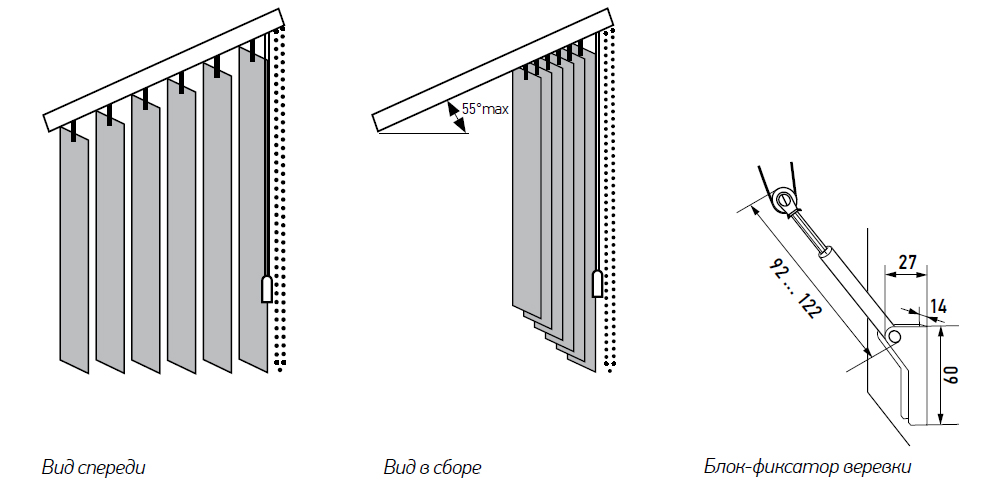 55°max
27
14
92 ... 122
60
Вид спереди
Вид в сборе
Блок-фиксатор веревки